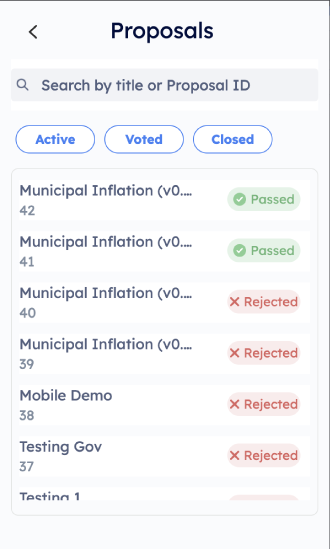 Proposals
Search by title or Proposal ID
Active Voted Closed
Municipal Inflation (v0.... Passed
42
Municipal Inflation (v0.... Passed
41
Municipal Inflation (v0.... Rejected
40
Municipal Inflation (v0.... Rejected
39
Mobile Demo Rejected
38
Testing Gov Rejected
37
Testing 1